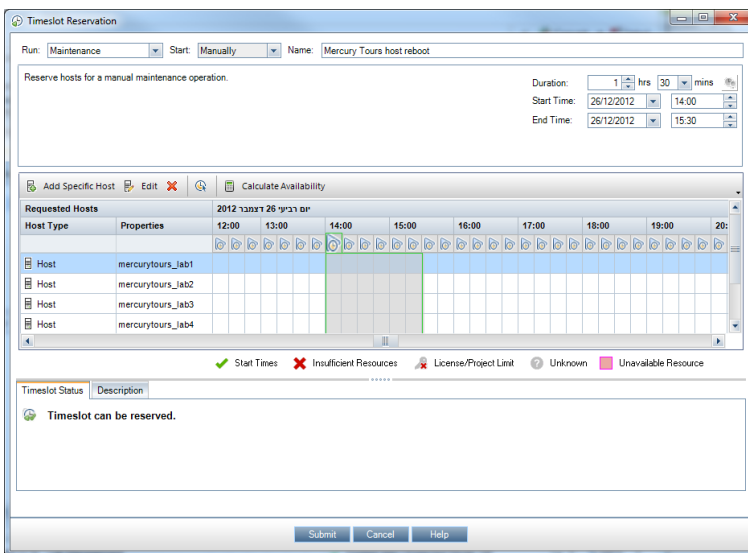 Timeslot Reservation
Run: Maintenance Start: Manually Name: Mercury Tours host reboot
Reserve hosts for a manual maintenance operation.
Duration: 1 hrs 30 mins
Start Time: 26/12/2012 14:00
End Time: 26/12/2012 15:30
Add Specific Host Edit Calculate Availability
Requested Hosts יום רביעי 26 דצמבר 2012
Host Type Properties 12:00 13:00 14:00 15:00 16:00 17:00 18:00 19:00 20:
Host mercurytours_lab1
Host mercurytours_lab2
Host mercurytours_lab3
Host mercurytours_lab4
Start Times Insufficient Resources License/Project Limit Unknown Unavailable Resource
Timeslot Status Description
Timeslot can be reserved.
Submit Cancel Help